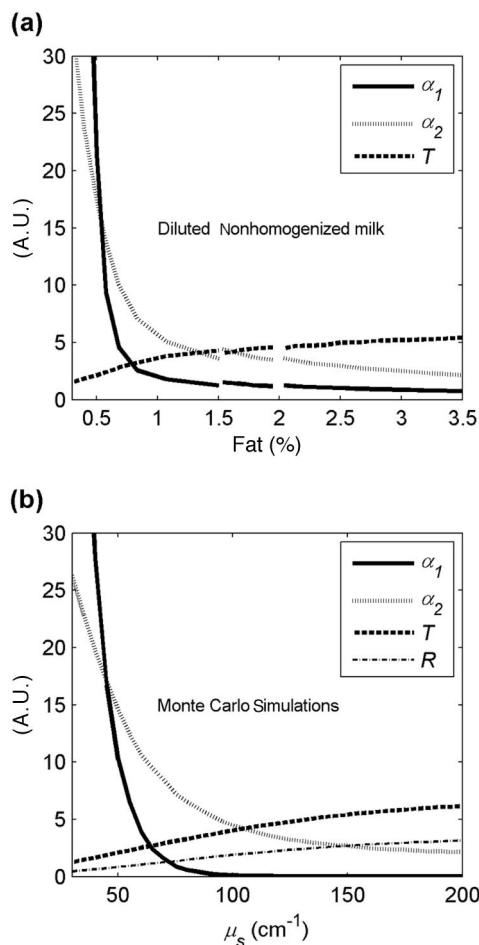 (a)
30
25
20
15
10
5
0
(A.U.)
α1
α2
T
Diluted Nonhomogenized milk
0.5 1 1.5 2 2.5 3 3.5
Fat (%)
(b)
30
25
20
15
10
5
0
(A.U.)
α1
α2
T
R
Monte Carlo Simulations
50 100 150 200
μs (cm-1)